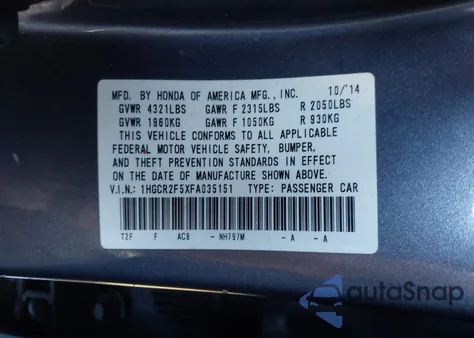 MFD. BY HONDA OF AMERICA MFG., INC. 10/'14
GVWR 4321LBS GAWR F 2315LBS R 2050LBS
GVWR 1960KG GAWR F 1050KG R 930KG
THIS VEHICLE CONFORMS TO ALL APPLICABLE
FEDERAL MOTOR VEHICLE SAFETY, BUMPER,
AND THEFT PREVENTION STANDARDS IN EFFECT
ON THE DATE OF MANUFACTURE SHOWN ABOVE.
V.I.N.: 1HGCR2F5XFA035151 TYPE: PASSENGER CAR
T2F F AC8 - NH797M - A - A
autoSnap